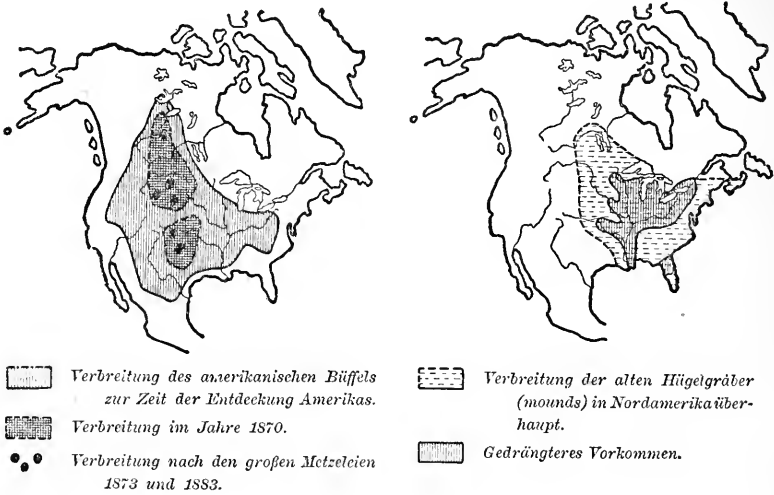 Verbreitung des amerikanischen Büffels
zur Zeit der Entdeckung Amerikas.
Verbreitung im Jahre 1870.
Verbreitung nach den großen Metzeleien
1873 und 1883.
Verbreitung der alten Hügelgräber
(mounds) in Nordamerika über-
haupt.
Gedrängteres Vorkommen.